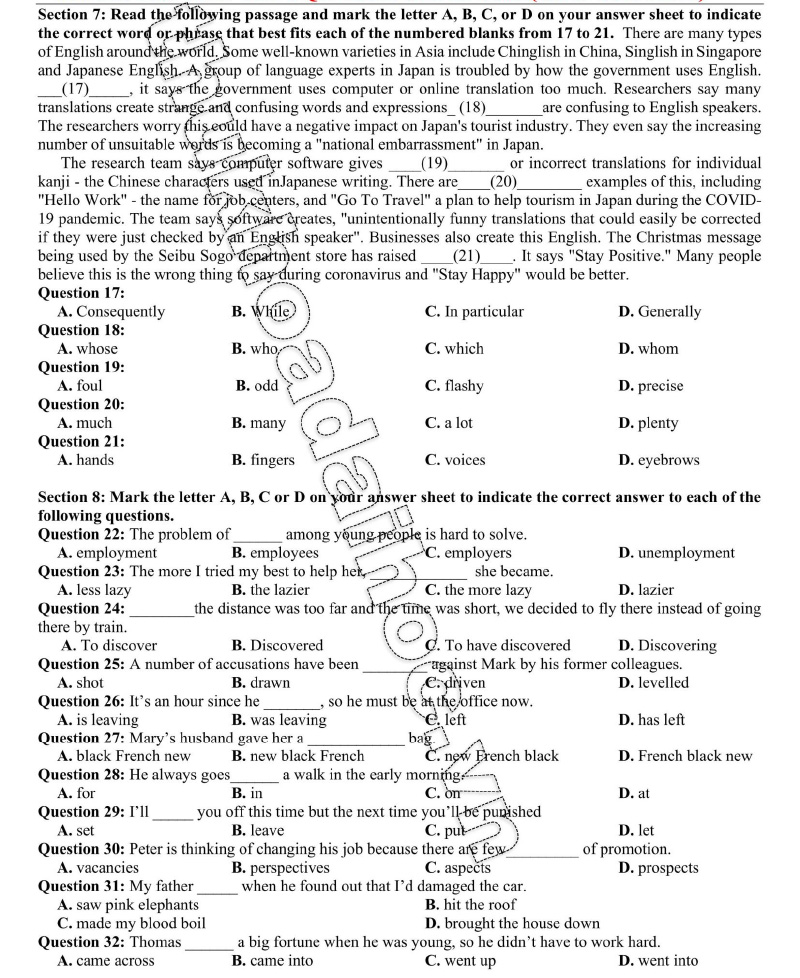 Section 7: Read the following passage and mark the letter A, B, C, or D on your answer sheet to indicate
the correct word or phrase that best fits each of the numbered blanks from 17 to 21. There are many types
of English around the world. Some well-known varieties in Asia include Chinglish in China, Singlish in Singapore
and Japanese English. A group of language experts in Japan is troubled by how the government uses English.
___(17)_____, it says the government uses computer or online translation too much. Researchers say many
translations create strange and confusing words and expressions_ (18)_______are confusing to English speakers.
The researchers worry this could have a negative impact on Japan's tourist industry. They even say the increasing
number of unsuitable words is becoming a "national embarrassment" in Japan.
The research team says computer software gives ____(19)_______ or incorrect translations for individual
kanji - the Chinese characters used inJapanese writing. There are____(20)________ examples of this, including
"Hello Work" - the name for job centers, and "Go To Travel" a plan to help tourism in Japan during the COVID-
19 pandemic. The team says software creates, "unintentionally funny translations that could easily be corrected
if they were just checked by an English speaker". Businesses also create this English. The Christmas message
being used by the Seibu Sogo department store has raised ____(21)____. It says "Stay Positive." Many people
believe this is the wrong thing to say during coronavirus and "Stay Happy" would be better.
Question 17:
A. Consequently B. While C. In particular D. Generally
Question 18:
A. whose B. who C. which D. whom
Question 19:
A. foul B. odd C. flashy D. precise
Question 20:
A. much B. many C. a lot D. plenty
Question 21:
A. hands B. fingers C. voices D. eyebrows
Section 8: Mark the letter A, B, C or D on your answer sheet to indicate the correct answer to each of the
following questions.
Question 22: The problem of ______ among young people is hard to solve.
A. employment B. employees C. employers D. unemployment
Question 23: The more I tried my best to help her, ____________ she became.
A. less lazy B. the lazier C. the more lazy D. lazier
Question 24: ________the distance was too far and the time was short, we decided to fly there instead of going
there by train.
A. To discover B. Discovered C. To have discovered D. Discovering
Question 25: A number of accusations have been ________ against Mark by his former colleagues.
A. shot B. drawn C. driven D. levelled
Question 26: It's an hour since he _______, so he must be at the office now.
A. is leaving B. was leaving C. left D. has left
Question 27: Mary's husband gave her a ____________ bag.
A. black French new B. new black French C. new French black D. French black new
Question 28: He always goes______ a walk in the early morning.
A. for B. in C. on D. at
Question 29: I'll _____ you off this time but the next time you'll be punished
A. set B. leave C. put D. let
Question 30: Peter is thinking of changing his job because there are few_________ of promotion.
A. vacancies B. perspectives C. aspects D. prospects
Question 31: My father _____ when he found out that I'd damaged the car.
A. saw pink elephants B. hit the roof
C. made my blood boil D. brought the house down
Question 32: Thomas ______ a big fortune when he was young, so he didn't have to work hard.
A. came across B. came into C. went up D. went into